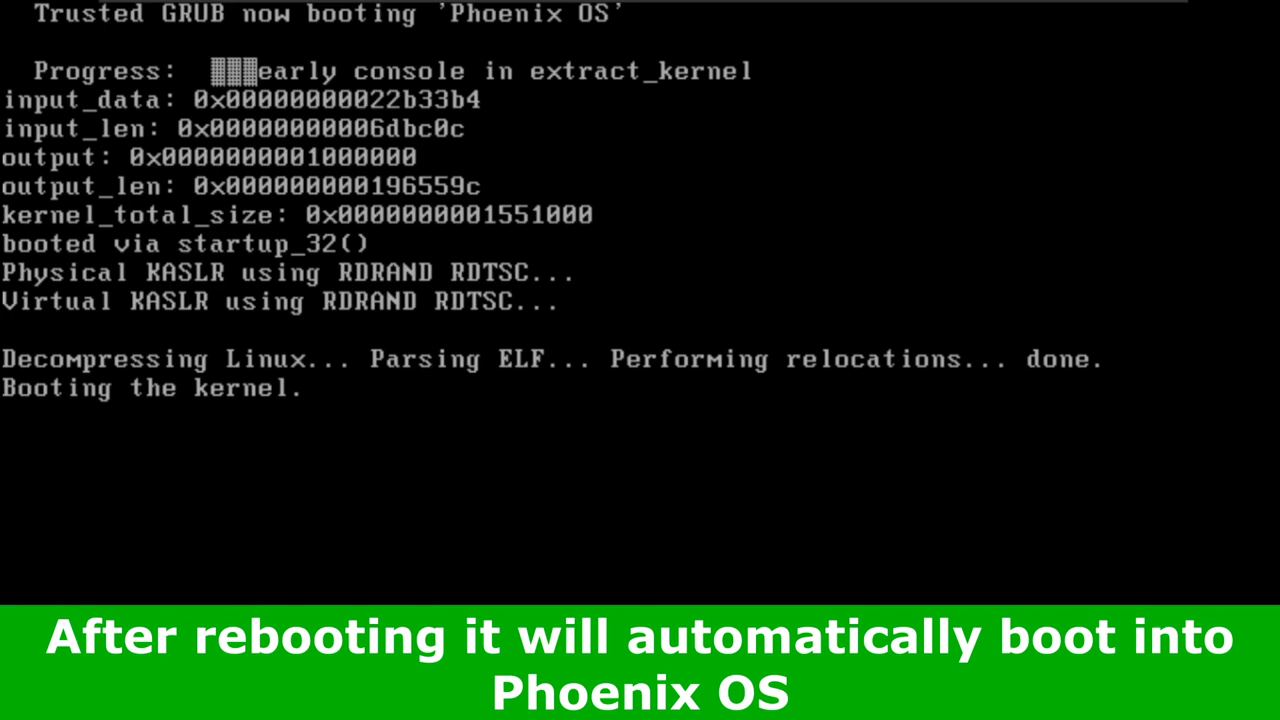 Trusted GRUB now booting 'Phoenix OS'
Progress: ▒▒▒early console in extract_kernel
input_data: 0x00000000022b33b4
input_len: 0x00000000006dbc0c
output: 0x0000000001000000
output_len: 0x000000000196559c
kernel_total_size: 0x0000000001551000
booted via startup_32()
Physical KASLR using RDRAND RDTSC...
Virtual KASLR using RDRAND RDTSC...
Decompressing Linux... Parsing ELF... Performing relocations... done.
Booting the kernel.
After rebooting it will automatically boot into
Phoenix OS